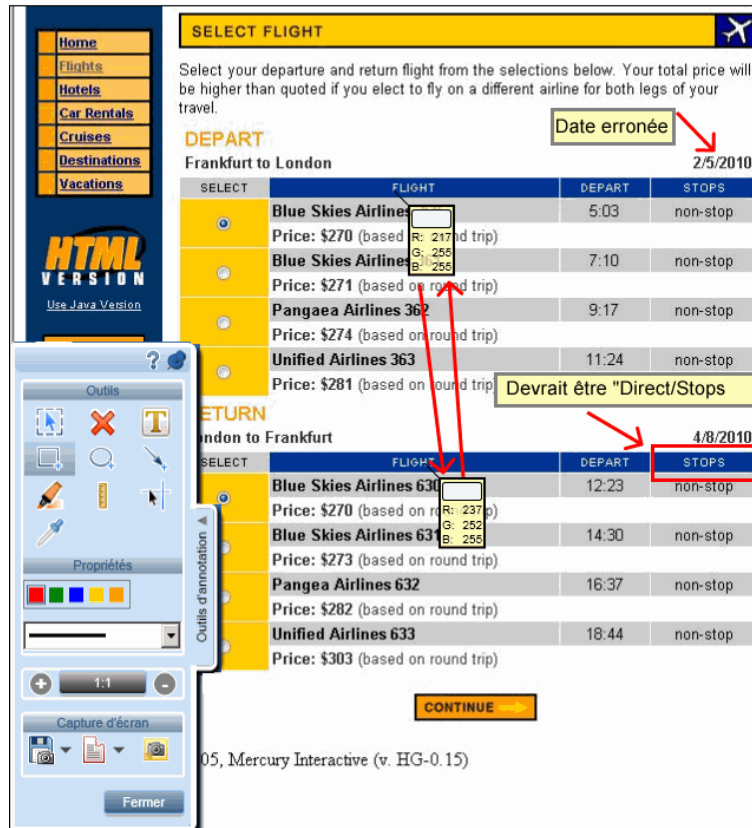 Home
Flights
Hotels
Car Rentals
Cruises
Destinations
Vacations
HTML
VERSION
Use Java Version
SELECT FLIGHT
Select your departure and return flight from the selections below. Your total price will
be higher than quoted if you elect to fly on a different airline for both legs of your
travel.
Date erronée
DEPART
Frankfurt to London 2/5/2010
SELECT FLIGHT DEPART STOPS
Blue Skies Airlines 5:03 non-stop
Price: $270 (based on round trip)
Blue Skies Airlines 361 7:10 non-stop
Price: $271 (based on round trip)
Pangaea Airlines 362 9:17 non-stop
Price: $274 (based on round trip)
Unified Airlines 363 11:24 non-stop
Price: $281 (based on round trip)
R: 217
G: 255
B: 255
Devrait être "Direct/Stops
RETURN
London to Frankfurt 4/8/2010
SELECT FLIGHT DEPART STOPS
Blue Skies Airlines 630 12:23 non-stop
Price: $270 (based on round trip)
Blue Skies Airlines 631 14:30 non-stop
Price: $273 (based on round trip)
Pangea Airlines 632 16:37 non-stop
Price: $282 (based on round trip)
Unified Airlines 633 18:44 non-stop
Price: $303 (based on round trip)
R: 237
G: 252
B: 255
CONTINUE
05, Mercury Interactive (v. HG-0.15)
?
Outils
T
Propriétés
Outils d'annotation
1:1
Capture d'écran
Fermer